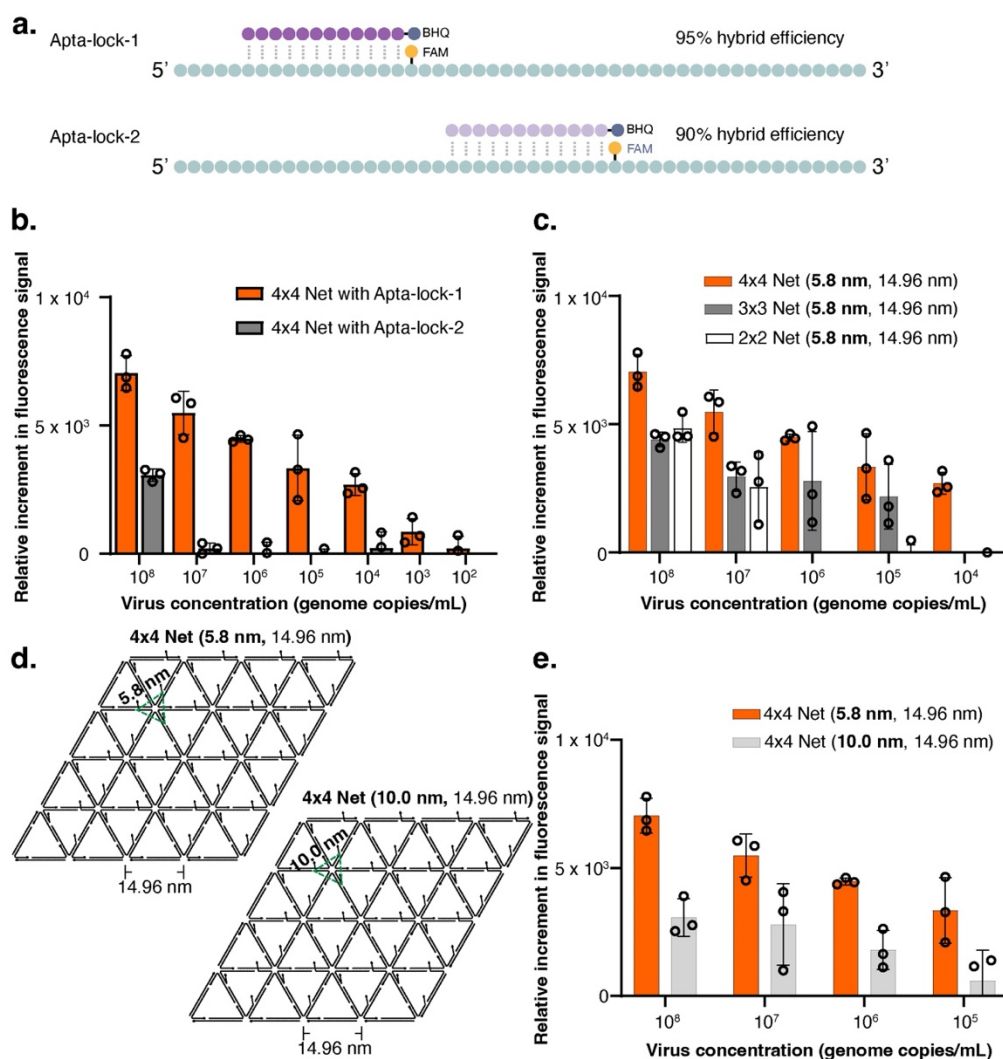 a.
Apta-lock-1
BHQ
FAM
95% hybrid efficiency
5’
3’
Apta-lock-2
BHQ
FAM
90% hybrid efficiency
5’
3’
b.
Relative increment in fluorescence signal
1 x 10⁴
5 x 10³
0
4x4 Net with Apta-lock-1
4x4 Net with Apta-lock-2
10⁸ 10⁷ 10⁶ 10⁵ 10⁴ 10³ 10²
Virus concentration (genome copies/mL)
c.
Relative increment in fluorescence signal
1 x 10⁴
5 x 10³
0
4x4 Net (5.8 nm, 14.96 nm)
3x3 Net (5.8 nm, 14.96 nm)
2x2 Net (5.8 nm, 14.96 nm)
10⁸ 10⁷ 10⁶ 10⁵ 10⁴
Virus concentration (genome copies/mL)
d.
4x4 Net (5.8 nm, 14.96 nm)
5.8 nm
14.96 nm
4x4 Net (10.0 nm, 14.96 nm)
10.0 nm
14.96 nm
e.
Relative increment in fluorescence signal
1 x 10⁴
5 x 10³
0
4x4 Net (5.8 nm, 14.96 nm)
4x4 Net (10.0 nm, 14.96 nm)
10⁸ 10⁷ 10⁶ 10⁵
Virus concentration (genome copies/mL)